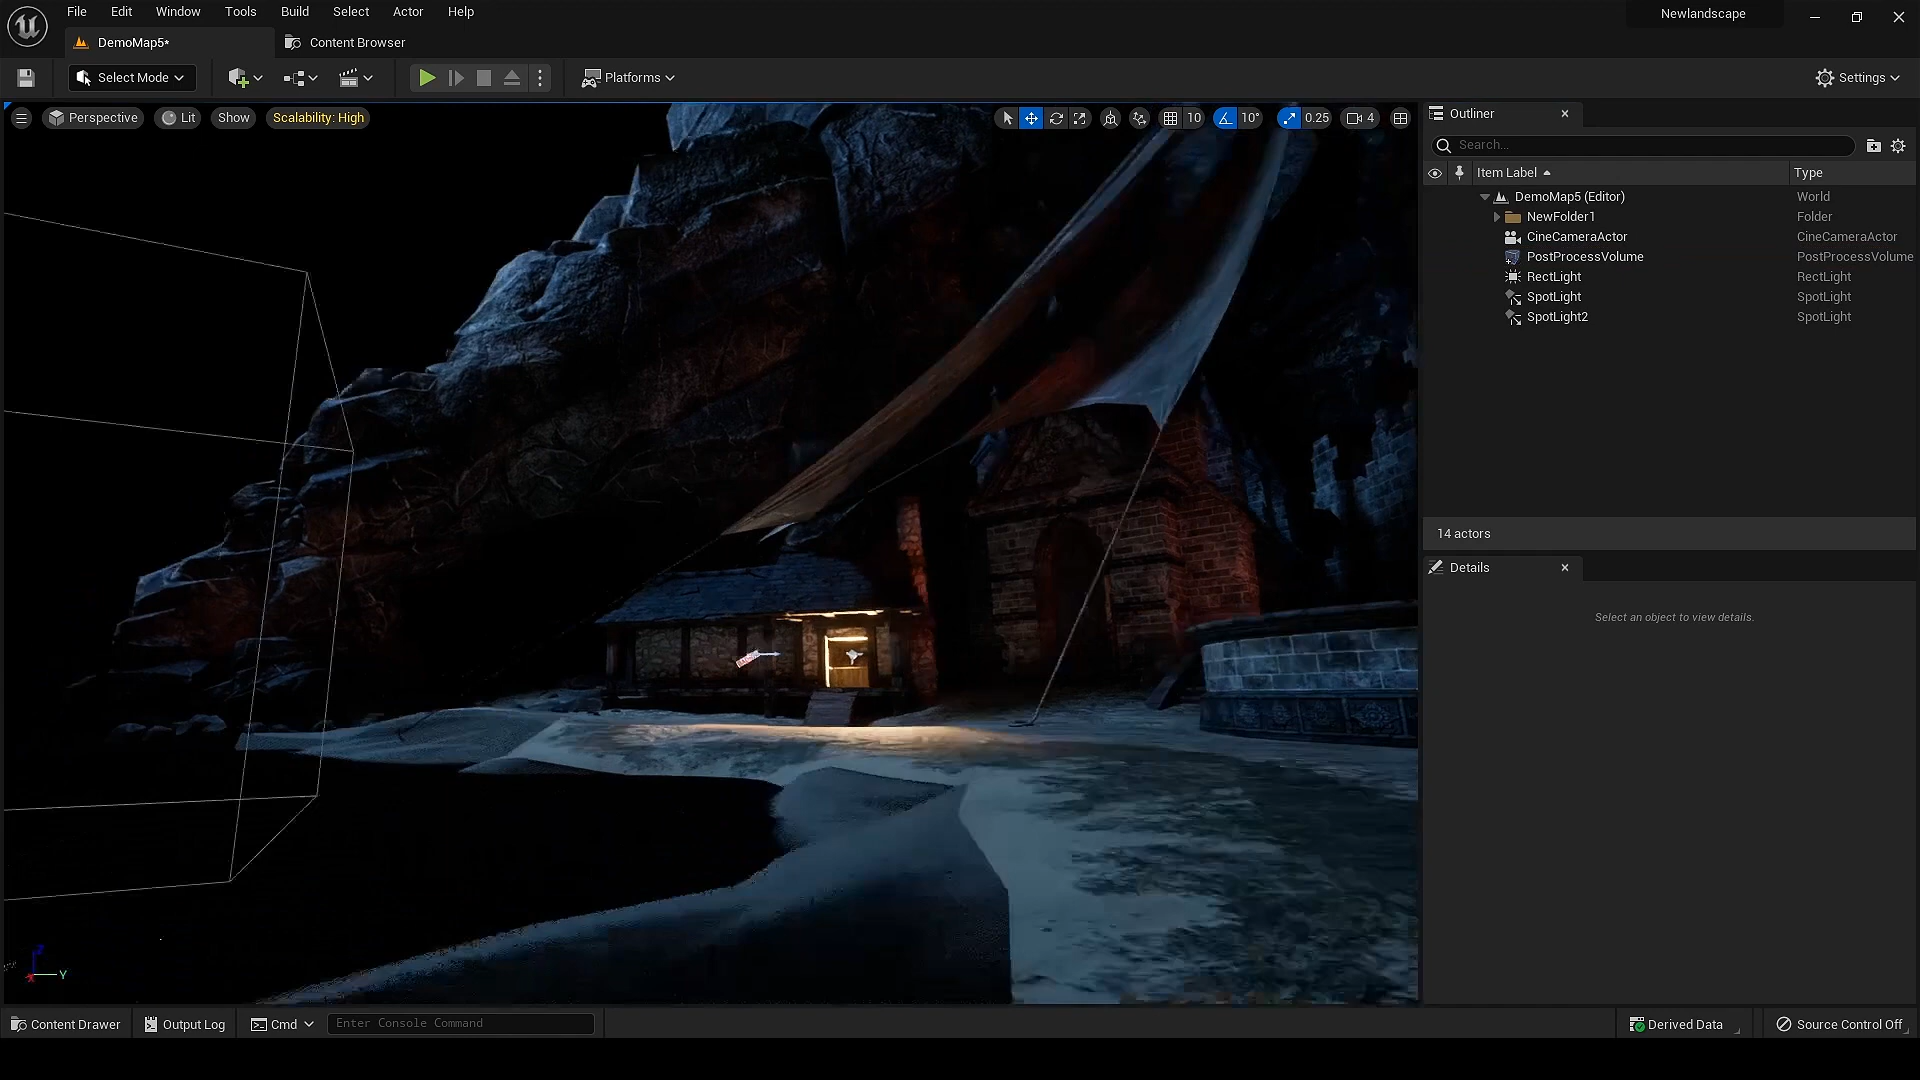 File Edit Window Tools Build Select Actor Help
Newlandscape
DemoMap5*
Content Browser
Select Mode
Platforms
Settings
Perspective
Lit
Show
Scalability: High
10
10°
0.25
4
Outliner
Search...
Item Label
Type
DemoMap5 (Editor)
World
NewFolder1
Folder
CineCameraActor
CineCameraActor
PostProcessVolume
PostProcessVolume
RectLight
RectLight
SpotLight
SpotLight
SpotLight2
SpotLight
14 actors
Details
Select an object to view details.
Z
Y
Content Drawer
Output Log
Cmd
Enter Console Command
Derived Data
Source Control Off